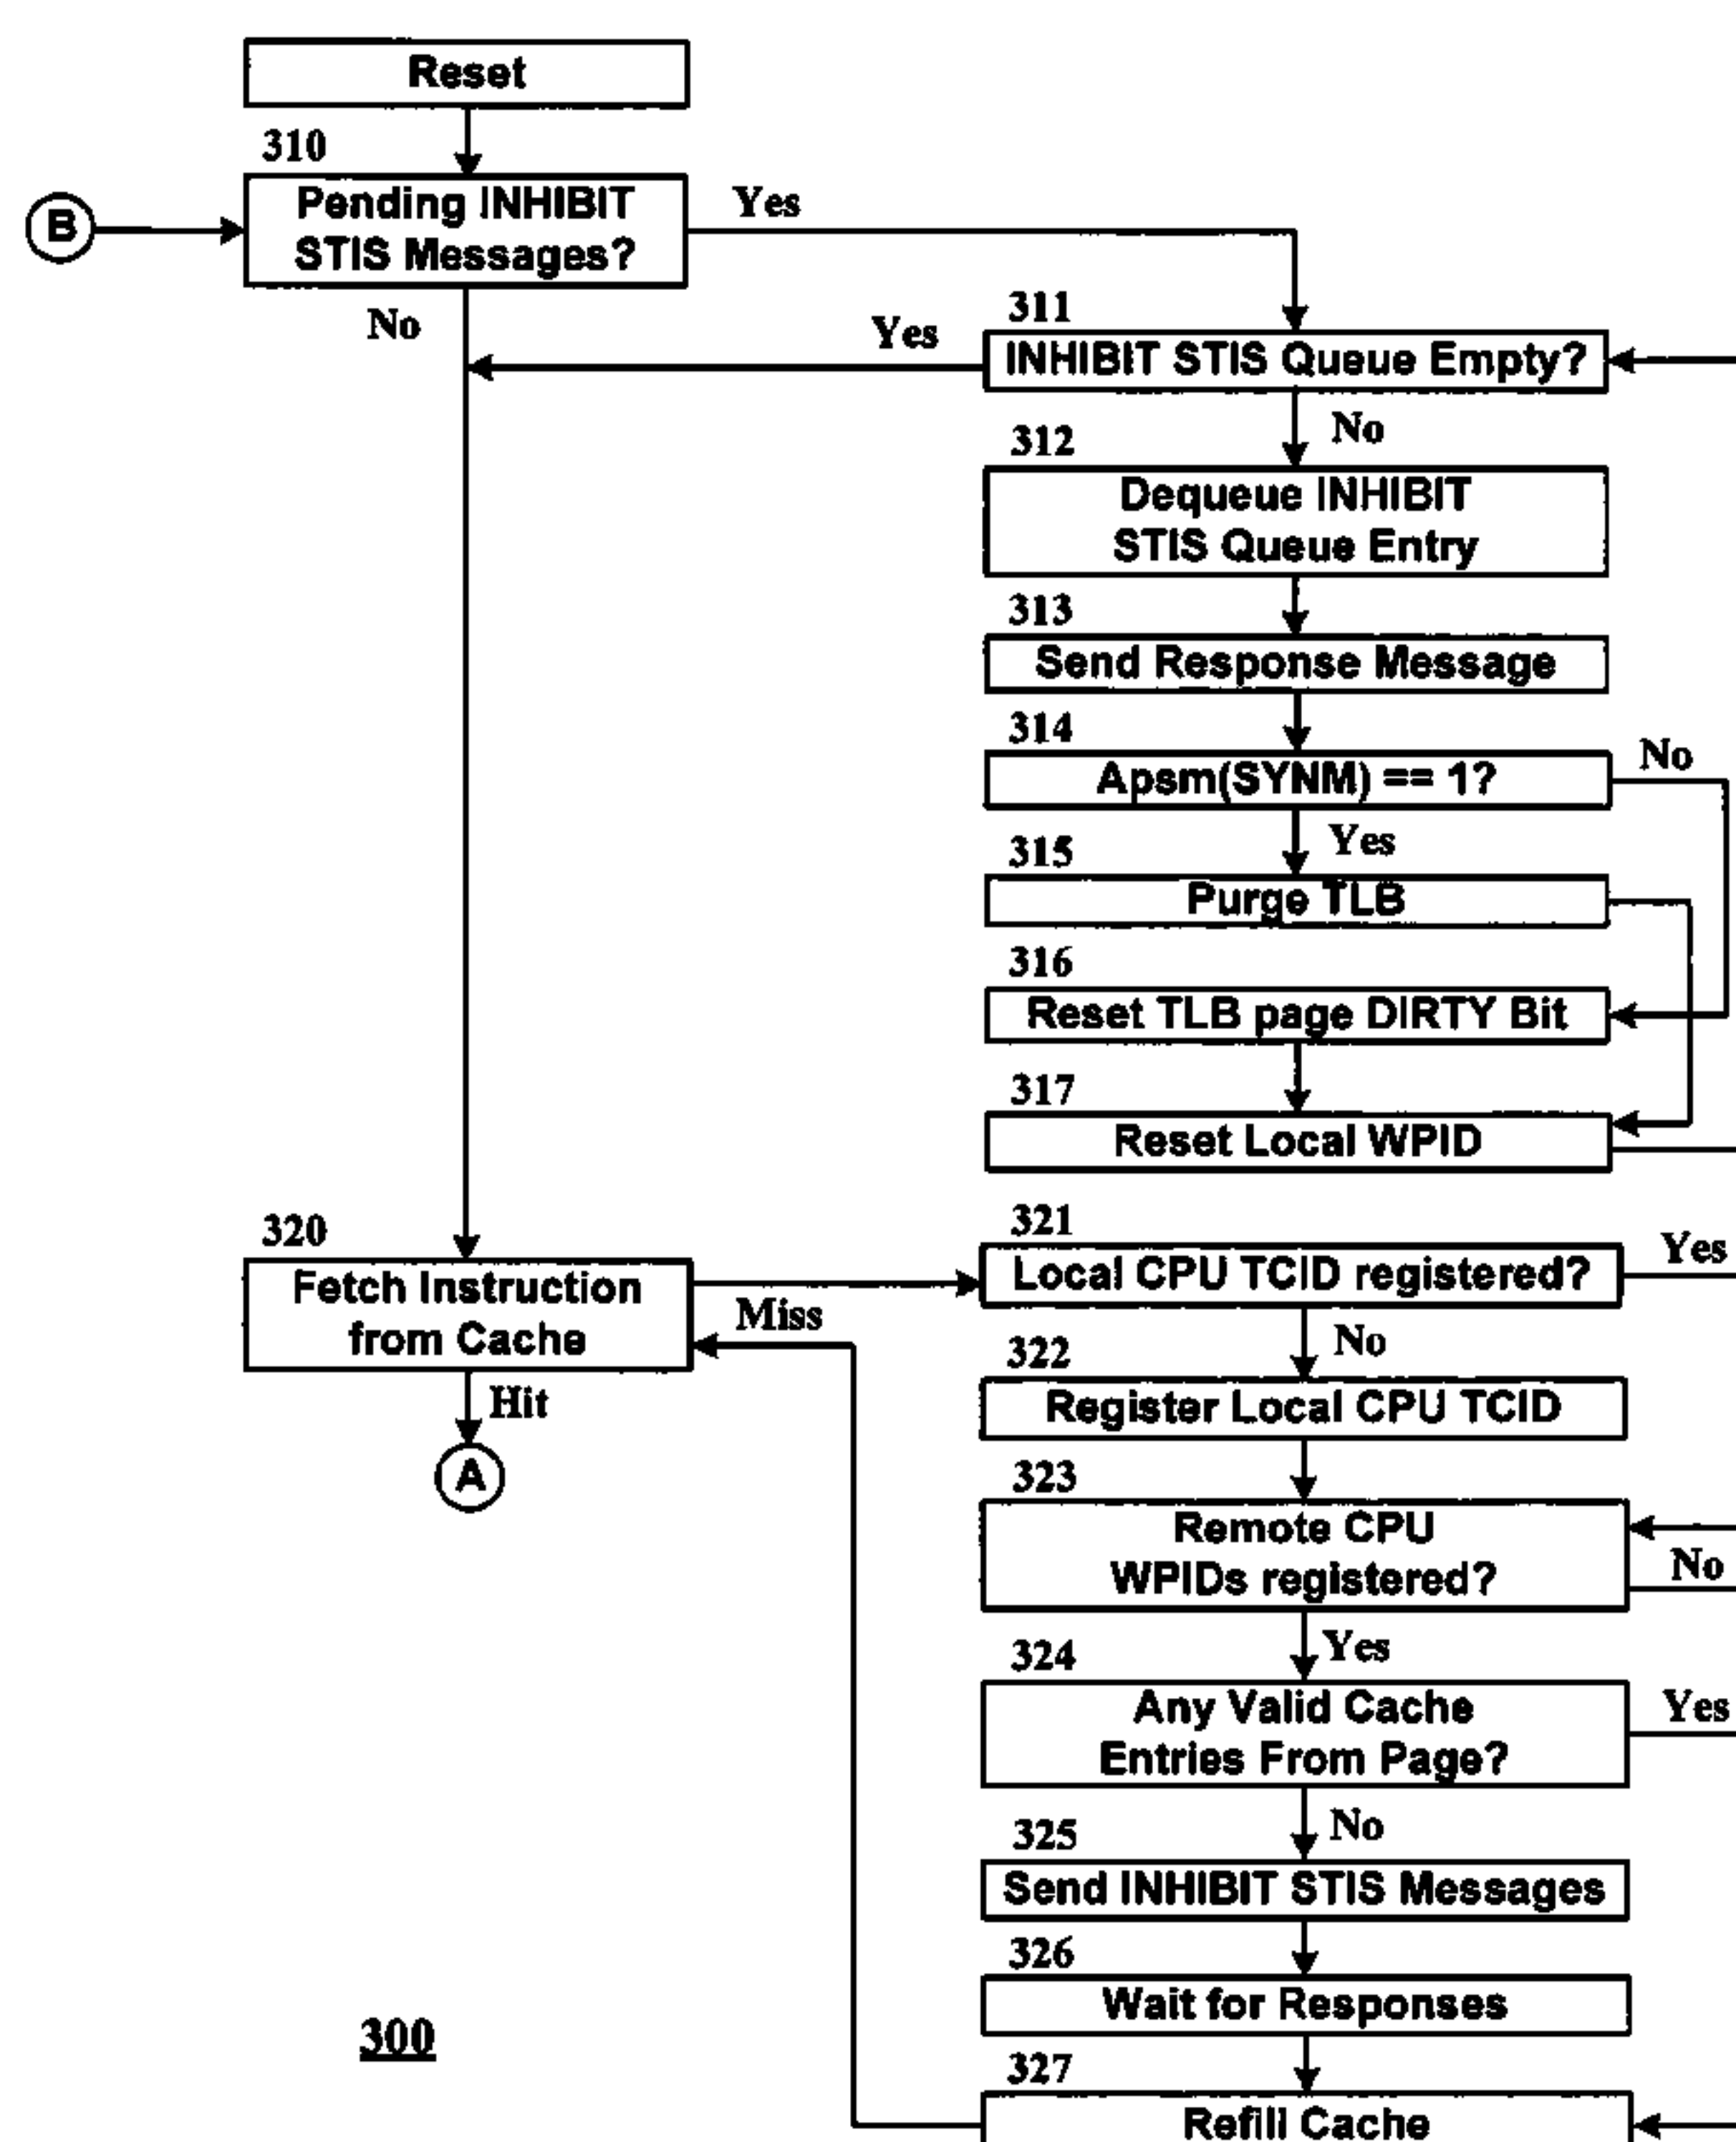 Reset
310
B
Pending INHIBIT
STIS Messages?
Yes
No
311
Yes
INHIBIT STIS Queue Empty?
No
312
Dequeue INHIBIT
STIS Queue Entry
313
Send Response Message
314
Apsm(SYNM) == 1?
No
Yes
315
Purge TLB
316
Reset TLB page DIRTY Bit
317
Reset Local WPID
320
Fetch Instruction
from Cache
Miss
Hit
A
321
Local CPU TCID registered?
Yes
No
322
Register Local CPU TCID
323
Remote CPU
WPIDs registered?
No
Yes
324
Any Valid Cache
Entries From Page?
Yes
No
325
Send INHIBIT STIS Messages
326
Wait for Responses
327
Refill Cache
300